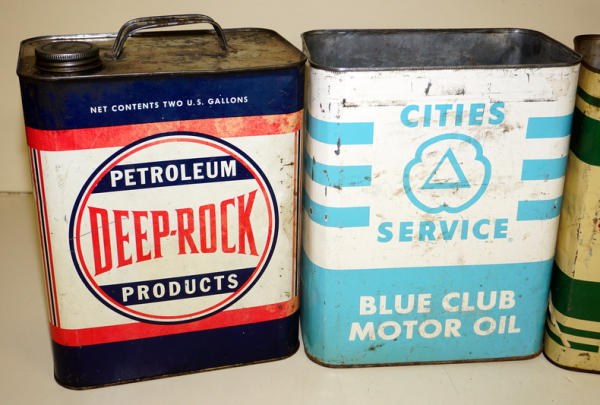 NET CONTENTS TWO U.S. GALLONS
PETROLEUM
DEEP-ROCK
PRODUCTS
CITIES
SERVICE
BLUE CLUB
MOTOR OIL